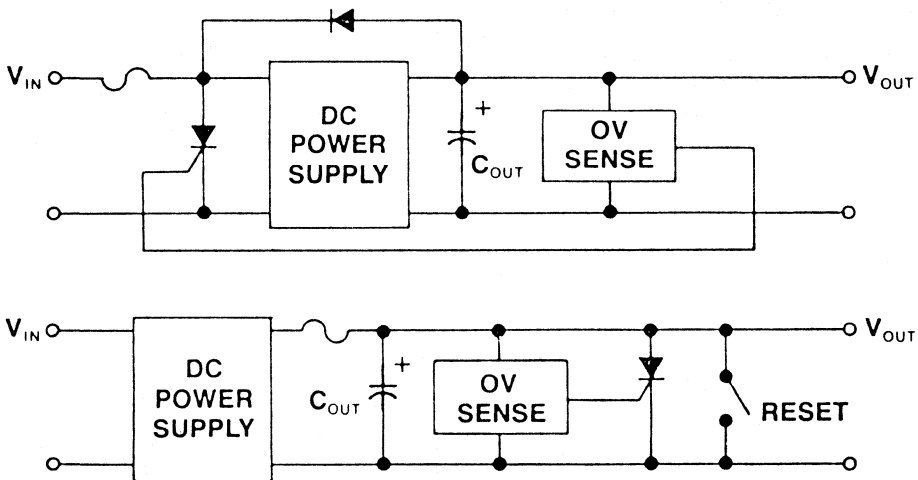 V_IN
DC
POWER
SUPPLY
+
C_OUT
OV
SENSE
V_OUT
V_IN
DC
POWER
SUPPLY
+
C_OUT
OV
SENSE
RESET
V_OUT